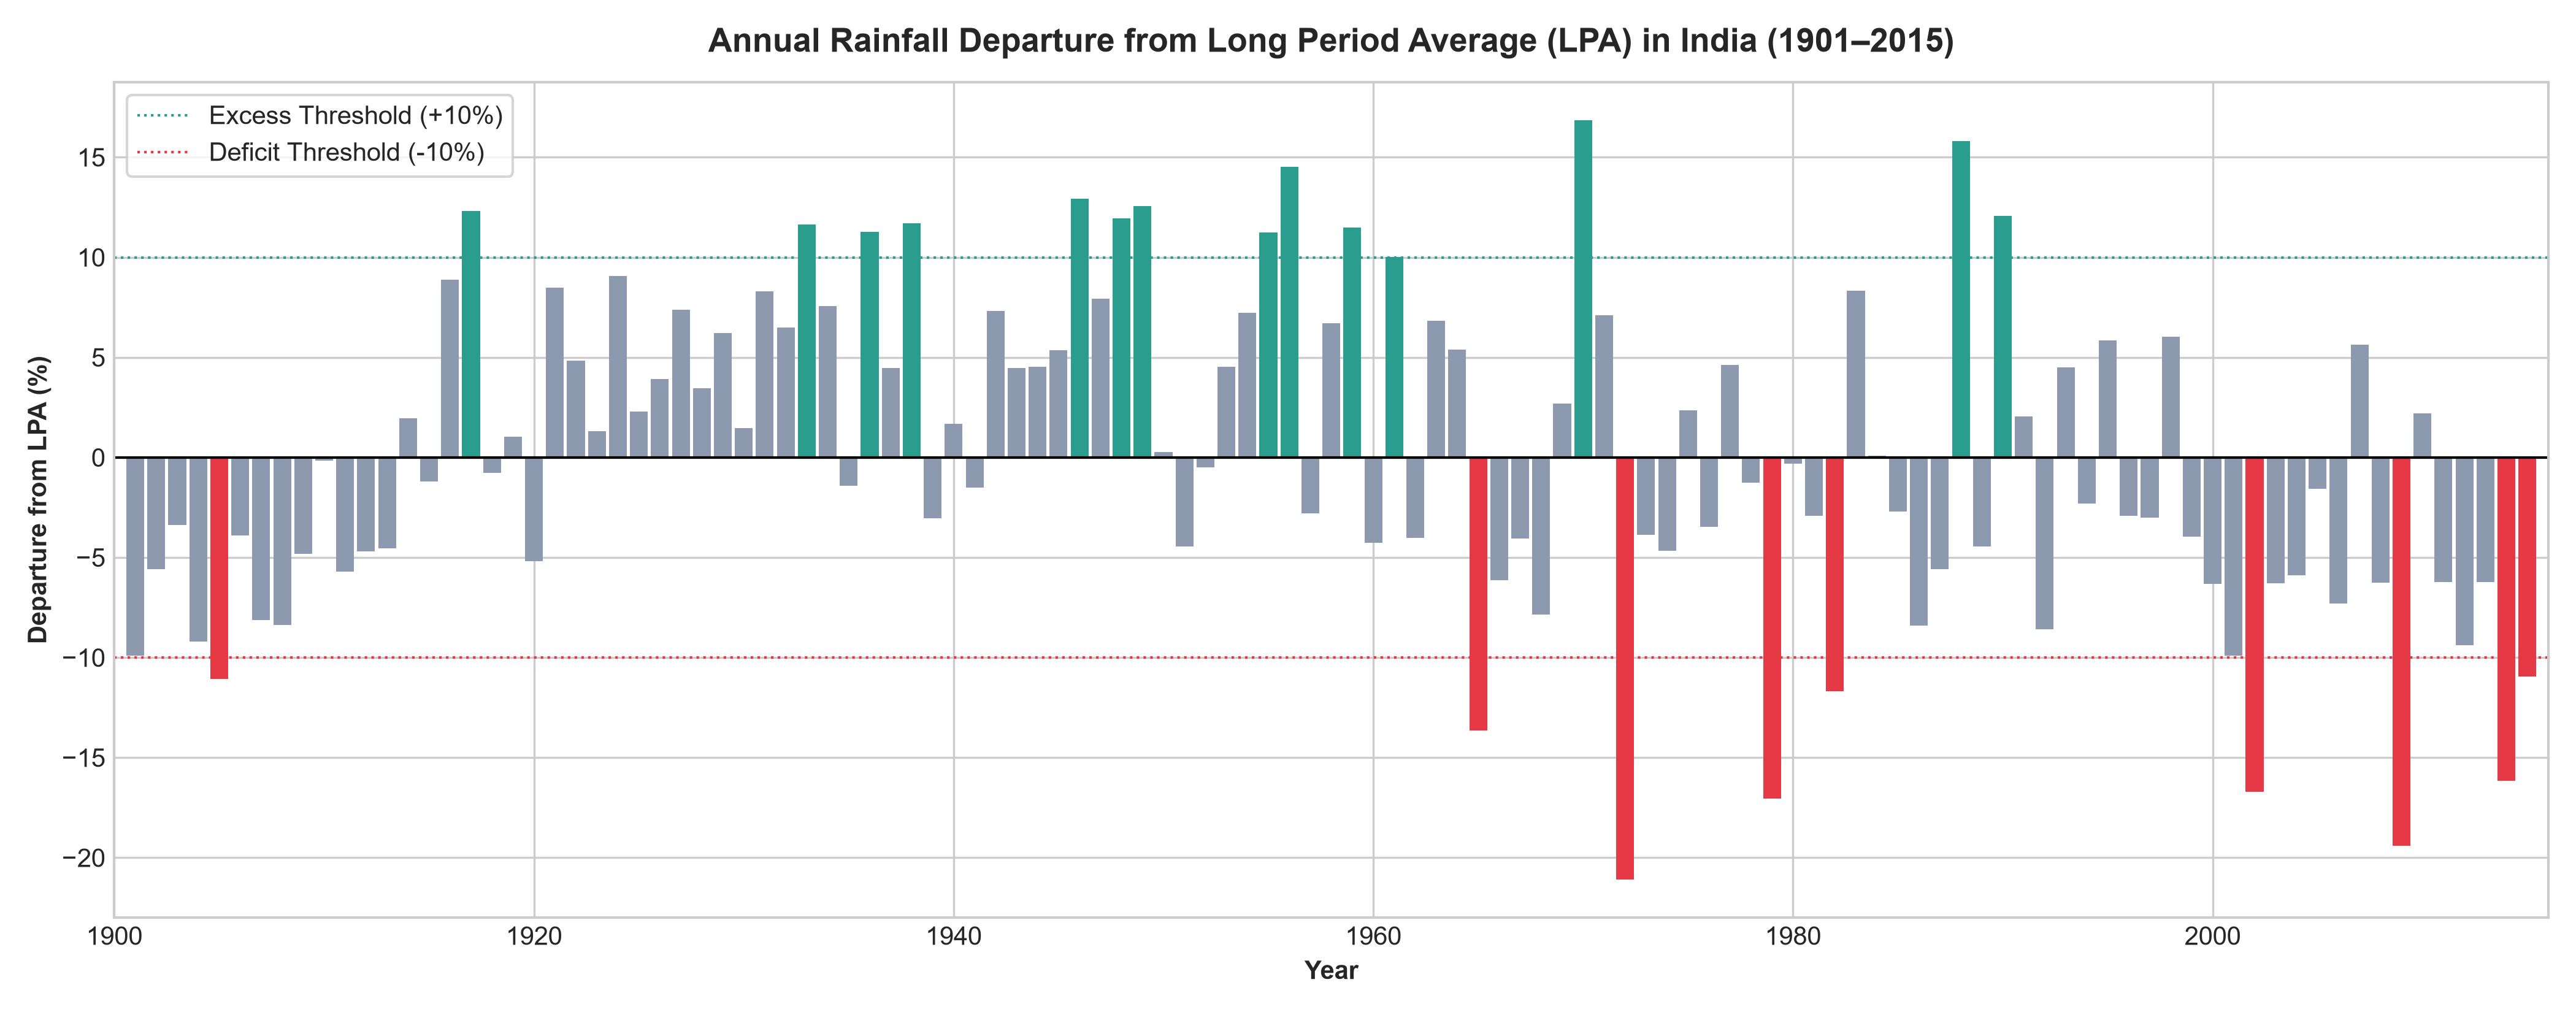 Annual Rainfall Departure from Long Period Average (LPA) in India (1901–2015)
Excess Threshold (+10%)
Deficit Threshold (-10%)
Departure from LPA (%)
15
10
5
0
−5
−10
−15
−20
1900 1920 1940 1960 1980 2000
Year